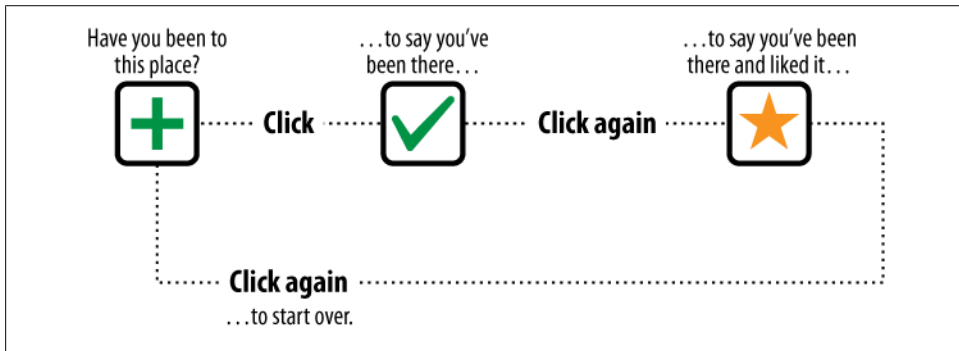 Have you been to
this place?
…to say you’ve
been there…
…to say you’ve been
there and liked it…
Click
Click again
Click again
…to start over.